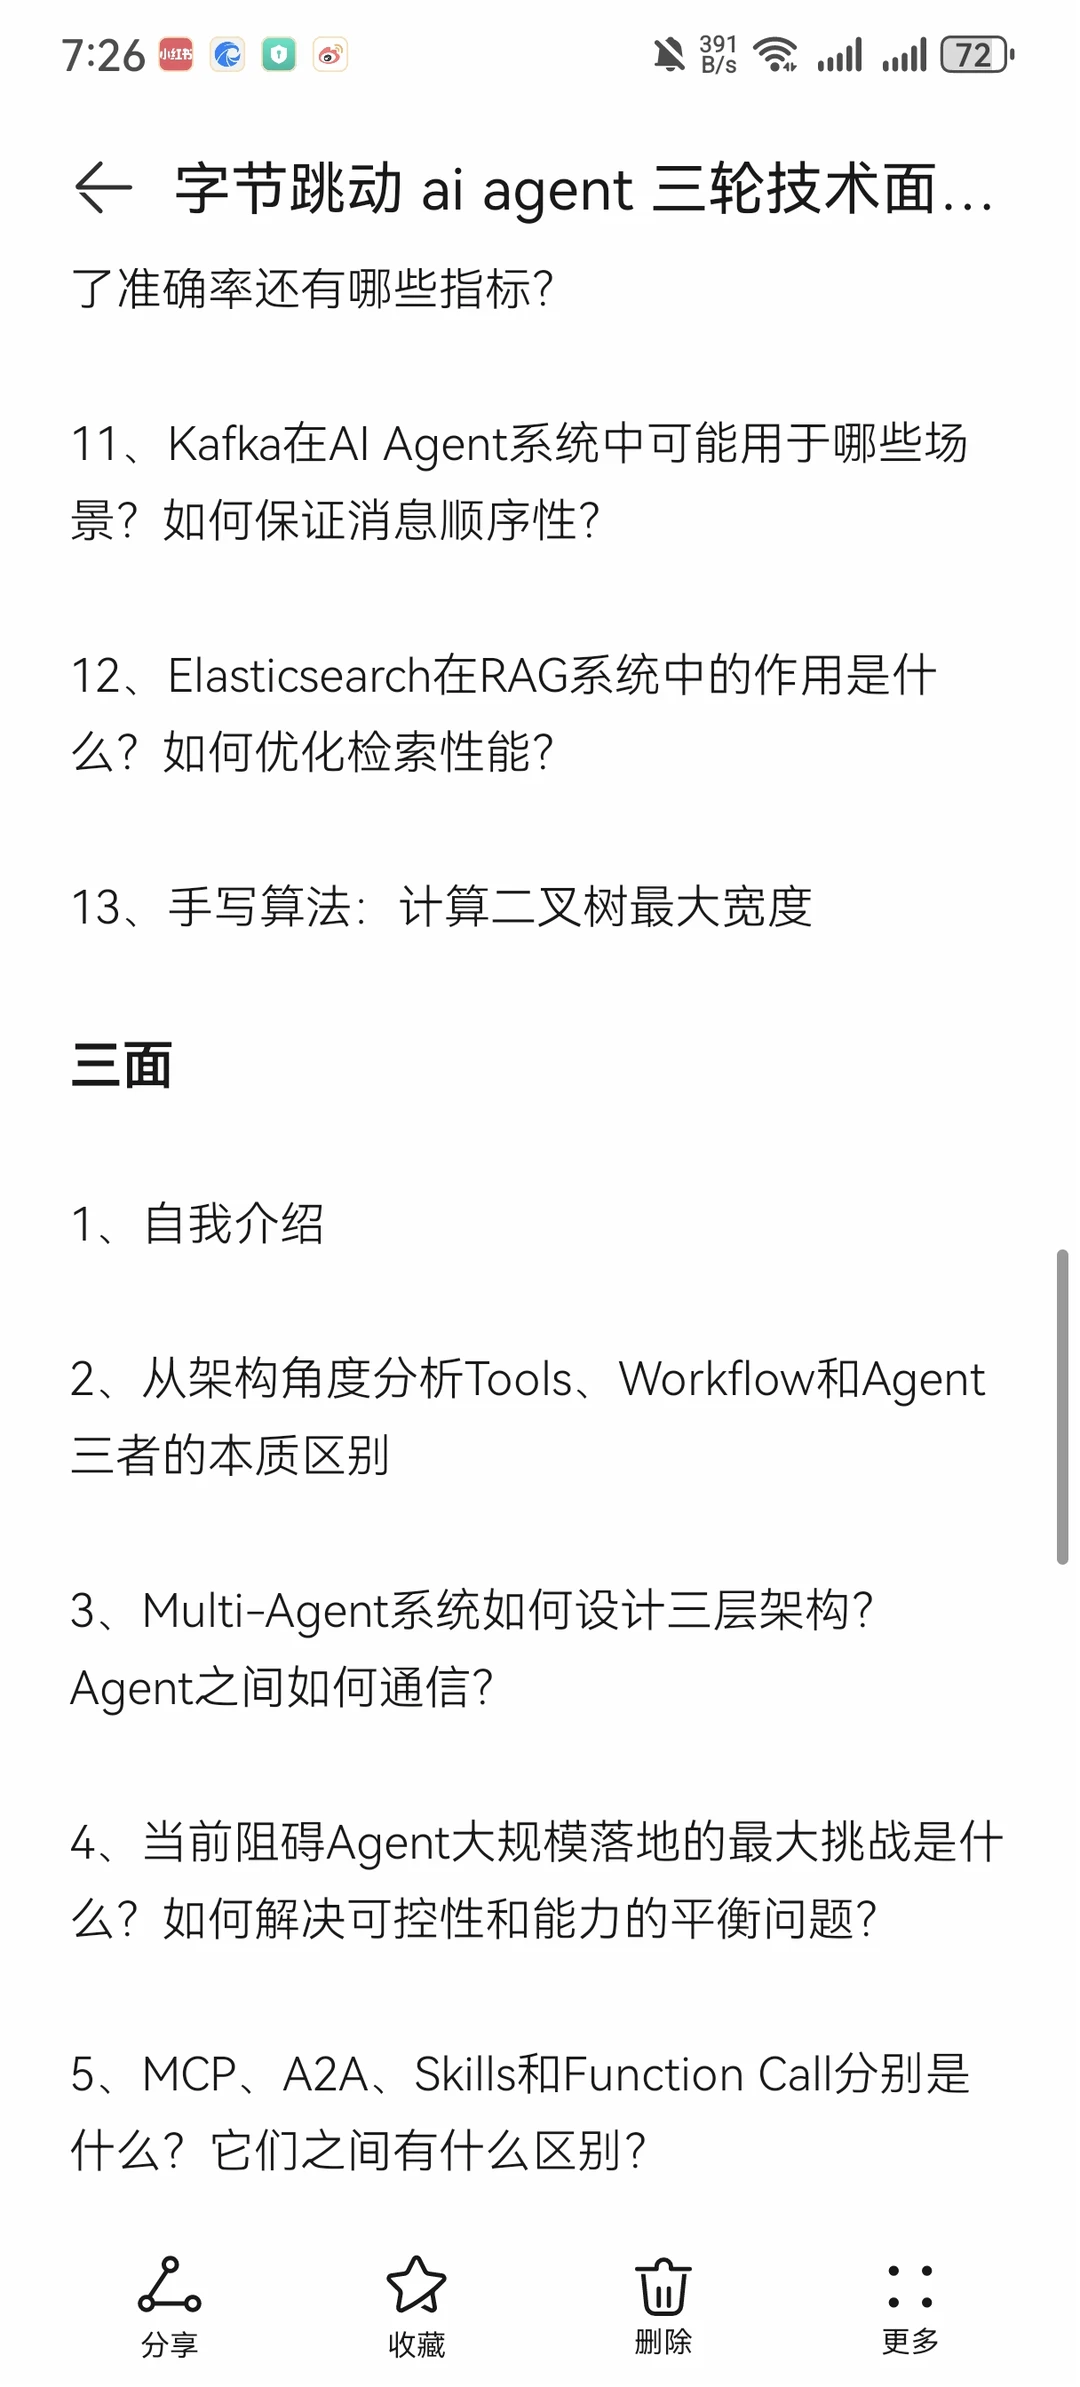 7:26 小红书 391 B/s 72
字节跳动 ai agent 三轮技术面...
了准确率还有哪些指标？
11、Kafka在AI Agent系统中可能用于哪些场
景？如何保证消息顺序性？
12、Elasticsearch在RAG系统中的作用是什
么？如何优化检索性能？
13、手写算法：计算二叉树最大宽度
三面
1、自我介绍
2、从架构角度分析Tools、Workflow和Agent
三者的本质区别
3、Multi-Agent系统如何设计三层架构？
Agent之间如何通信？
4、当前阻碍Agent大规模落地的最大挑战是什
么？如何解决可控性和能力的平衡问题？
5、MCP、A2A、Skills和Function Call分别是
什么？它们之间有什么区别？
分享 收藏 删除 更多